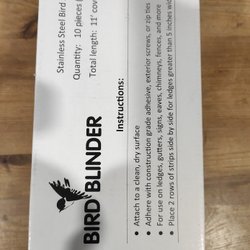 Stainless Steel Bird
Quantity: 10 pieces
Total length: 11' cov
BIRD BLINDER
Instructions:
• Attach to a clean, dry surface
• Adhere with construction grade adhesive, exterior screws, or zip ties
• For use on ledges, gutters, signs, eaves, chimneys, fences, and more
• Place 2 rows of strips side by side for ledges greater than 5 inches wid